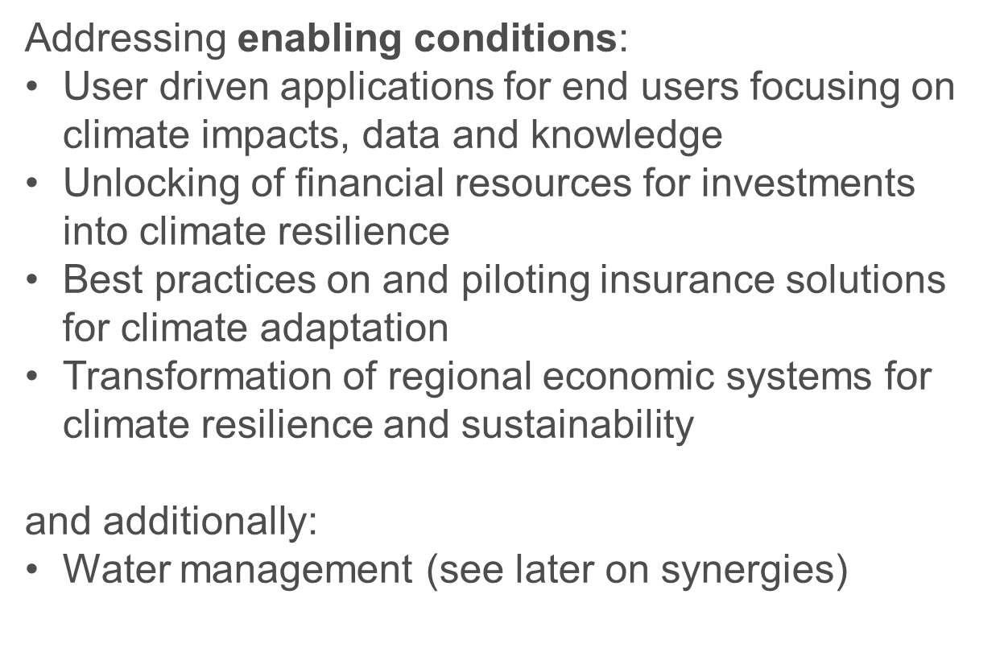 Addressing enabling conditions:
• User driven applications for end users focusing on
climate impacts, data and knowledge
• Unlocking of financial resources for investments
into climate resilience
• Best practices on and piloting insurance solutions
for climate adaptation
• Transformation of regional economic systems for
climate resilience and sustainability
and additionally:
• Water management (see later on synergies)